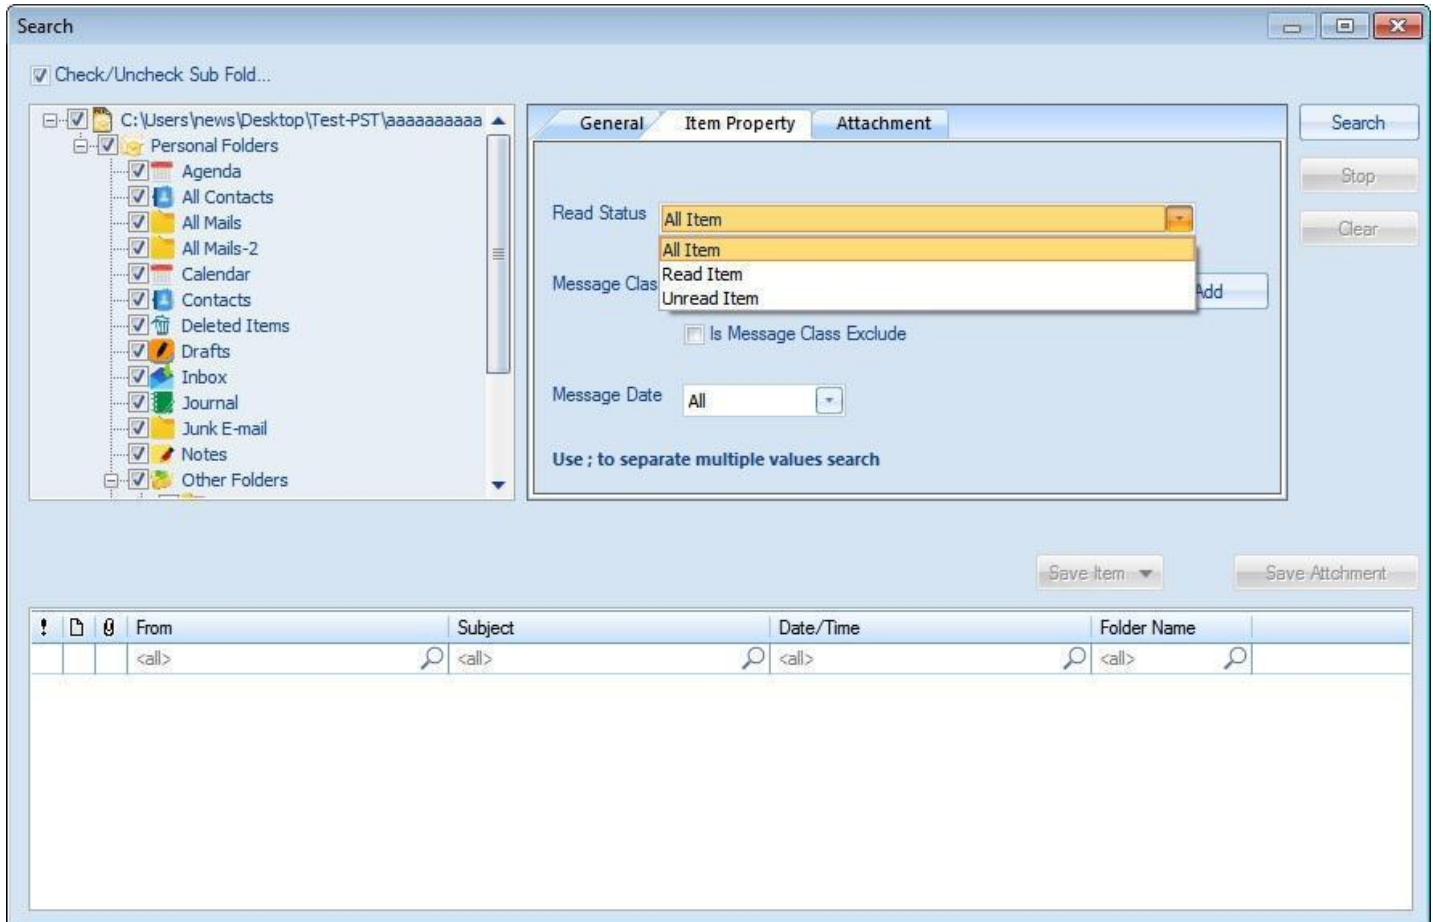 Search
Check/Uncheck Sub Fold...
C:\Users\news\Desktop\Test-PST\aaaaaaaaaa
Personal Folders
Agenda
All Contacts
All Mails
All Mails-2
Calendar
Contacts
Deleted Items
Drafts
Inbox
Journal
Junk E-mail
Notes
Other Folders
General Item Property Attachment
Read Status All Item
All Item
Read Item
Unread Item
Message Clas
Add
Is Message Class Exclude
Message Date All
Use ; to separate multiple values search
Search
Stop
Clear
Save Item
Save Attchment
! From Subject Date/Time Folder Name
<all> <all> <all> <all>